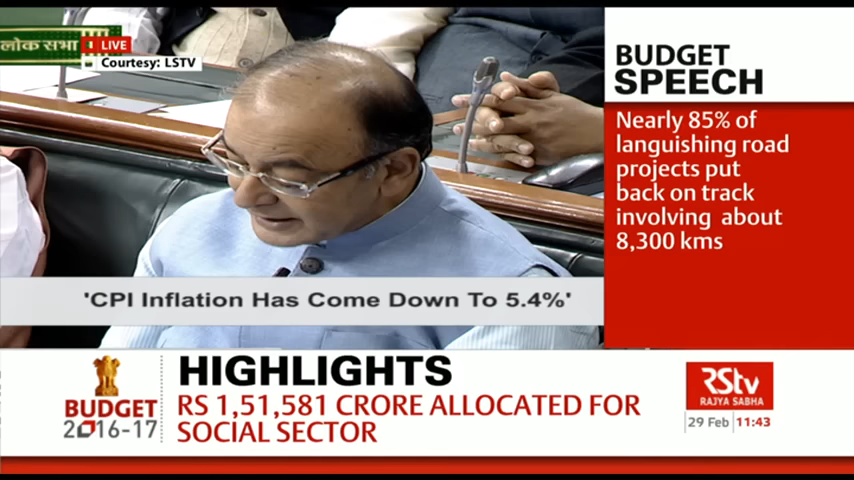 लोक सभा
LIVE
Courtesy: LSTV
BUDGET
SPEECH
Nearly 85% of
languishing road
projects put
back on track
involving about
8,300 kms
'CPI Inflation Has Come Down To 5.4%'
BUDGET
2016-17
HIGHLIGHTS
RS 1,51,581 CRORE ALLOCATED FOR
SOCIAL SECTOR
RStv
RAJYA SABHA
29 Feb 11:43